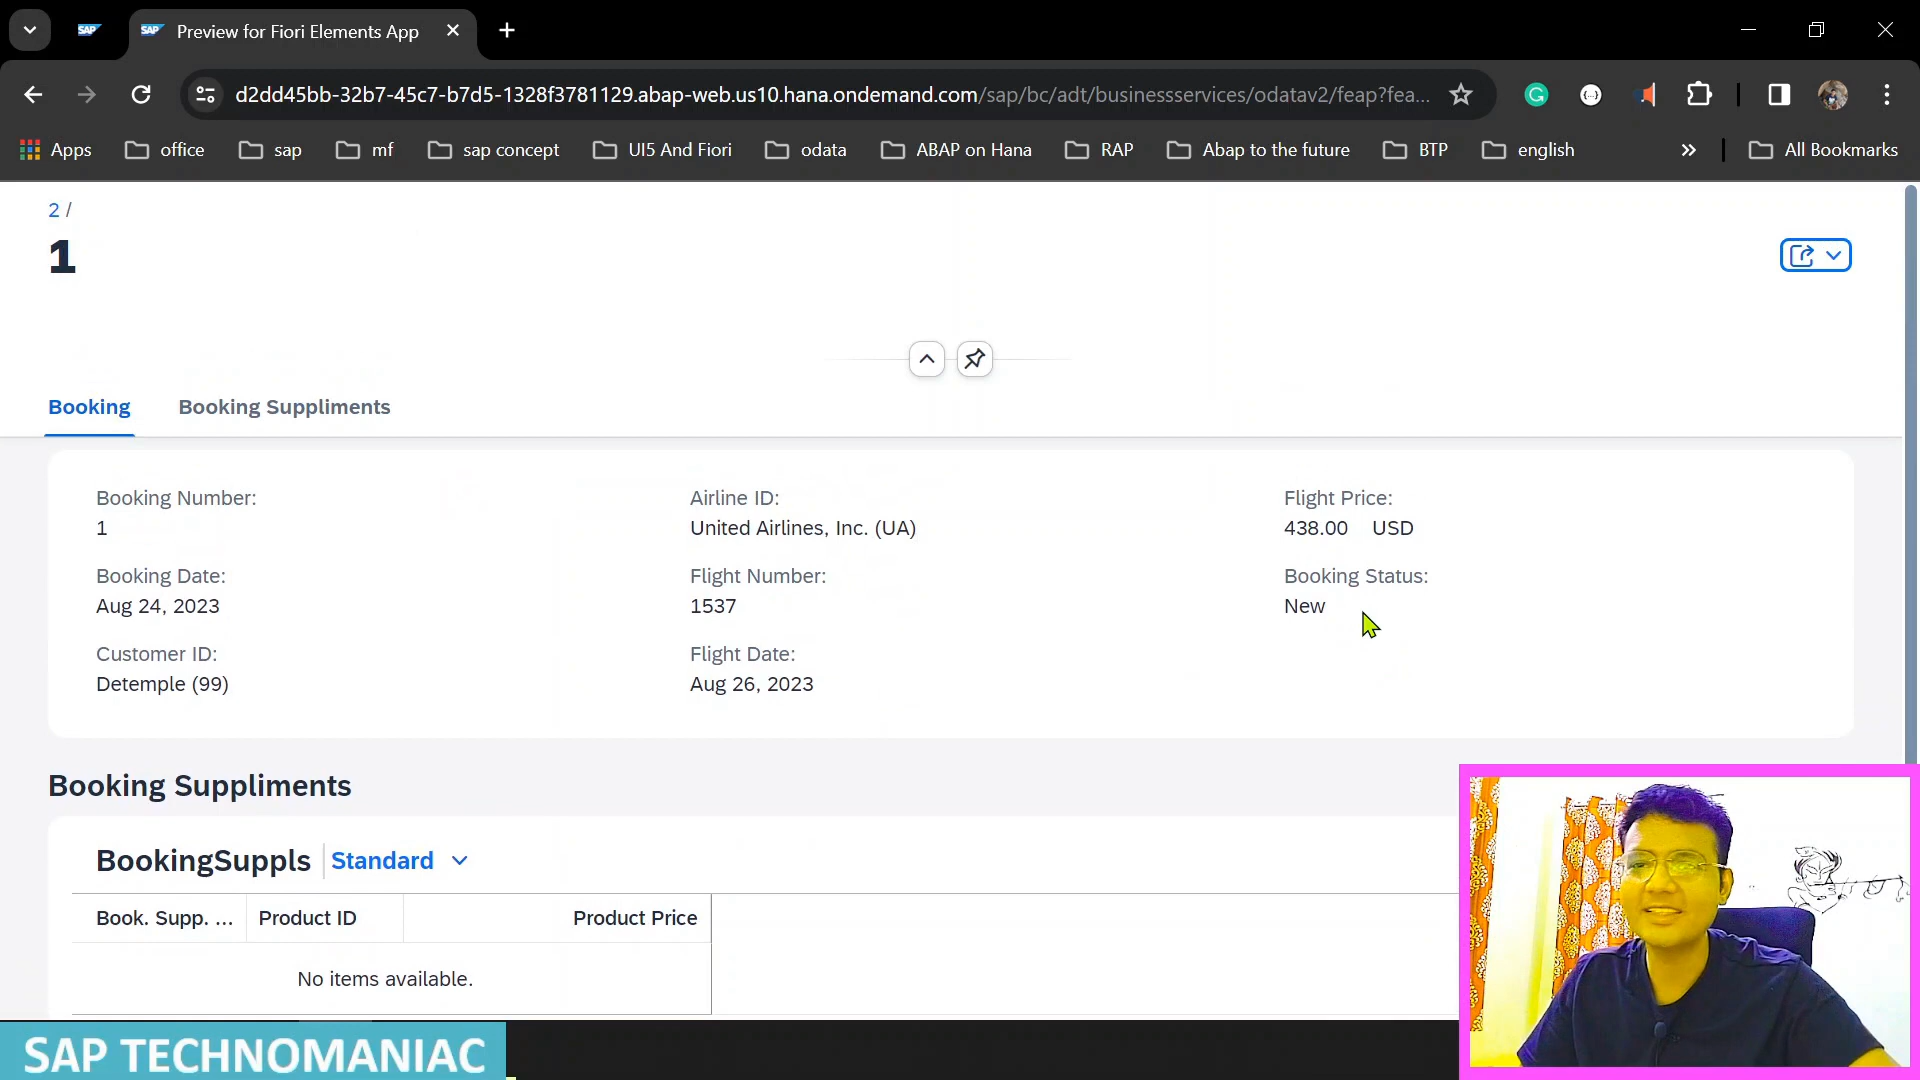 SAP
SAP Preview for Fiori Elements App
d2dd45bb-32b7-45c7-b7d5-1328f3781129.abap-web.us10.hana.ondemand.com/sap/bc/adt/businessservices/odatav2/feap?fea...
Apps office sap mf sap concept UI5 And Fiori odata ABAP on Hana RAP Abap to the future BTP english » All Bookmarks
2 /
1
Booking Booking Suppliments
Booking Number: Airline ID: Flight Price:
1 United Airlines, Inc. (UA) 438.00 USD
Booking Date: Flight Number: Booking Status:
Aug 24, 2023 1537 New
Customer ID: Flight Date:
Detemple (99) Aug 26, 2023
Booking Suppliments
BookingSuppls Standard
Book. Supp. ... Product ID Product Price
No items available.
SAP TECHNOMANIAC